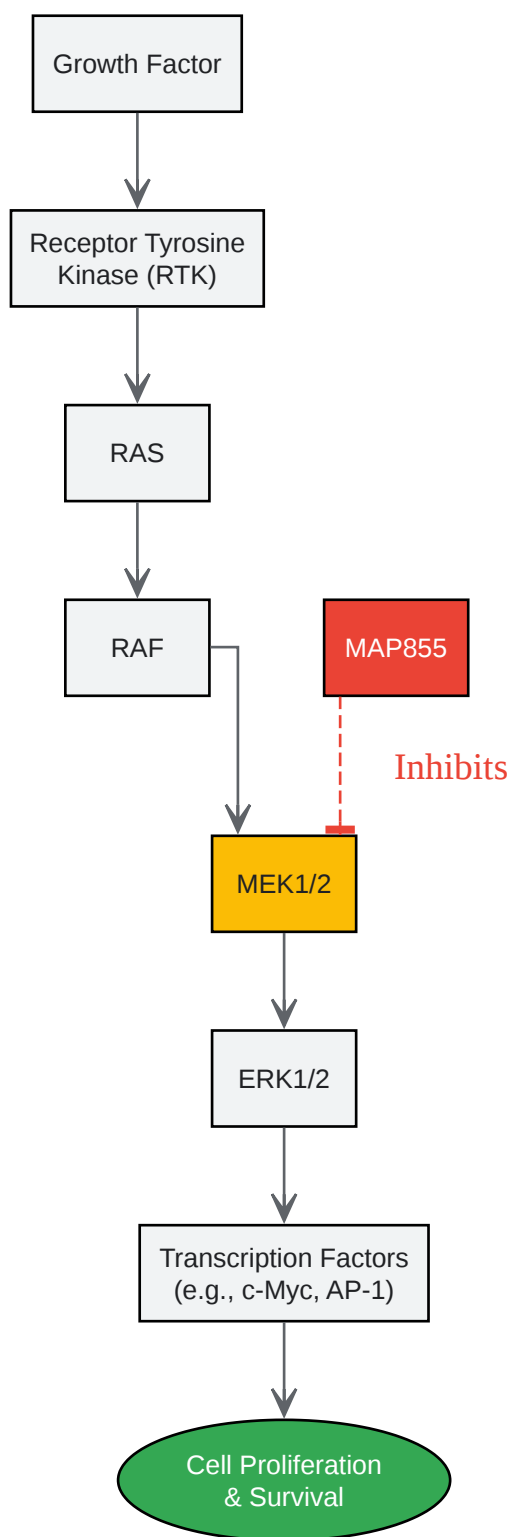 Growth Factor
Receptor Tyrosine
Kinase (RTK)
RAS
RAF
MAP855
Inhibits
MEK1/2
ERK1/2
Transcription Factors
(e.g., c-Myc, AP-1)
Cell Proliferation
& Survival